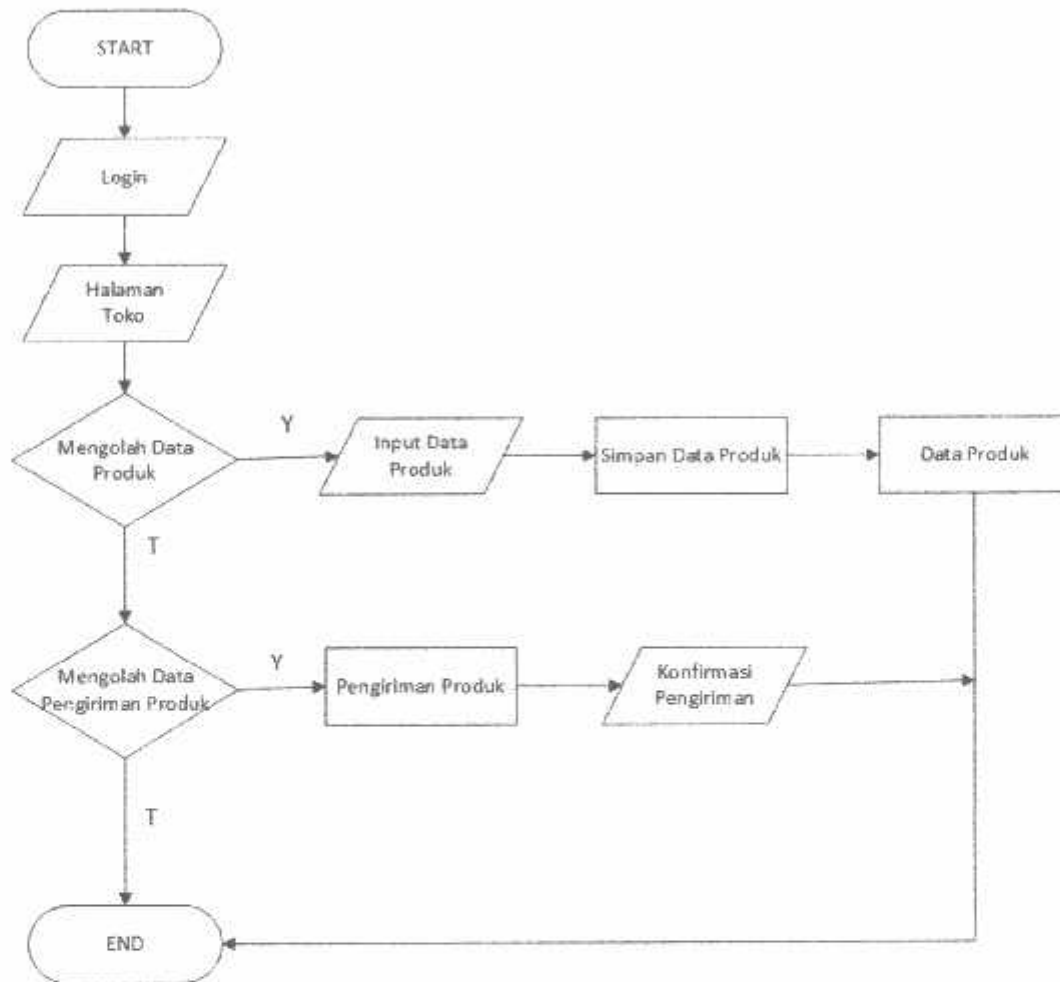 START
Login
Halaman
Toko
Mengolah Data
Produk
Y
Input Data
Produk
Simpan Data Produk
Data Produk
T
Mengolah Data
Pengiriman Produk
Y
Pengiriman Produk
Konfirmasi
Pengiriman
T
END